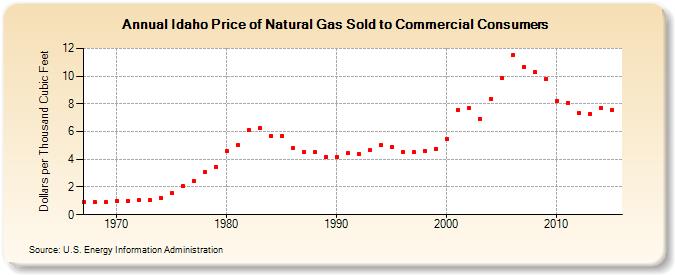 Annual Idaho Price of Natural Gas Sold to Commercial Consumers
Dollars per Thousand Cubic Feet
12
10
8
6
4
2
0
1970 1980 1990 2000 2010
Source: U.S. Energy Information Administration